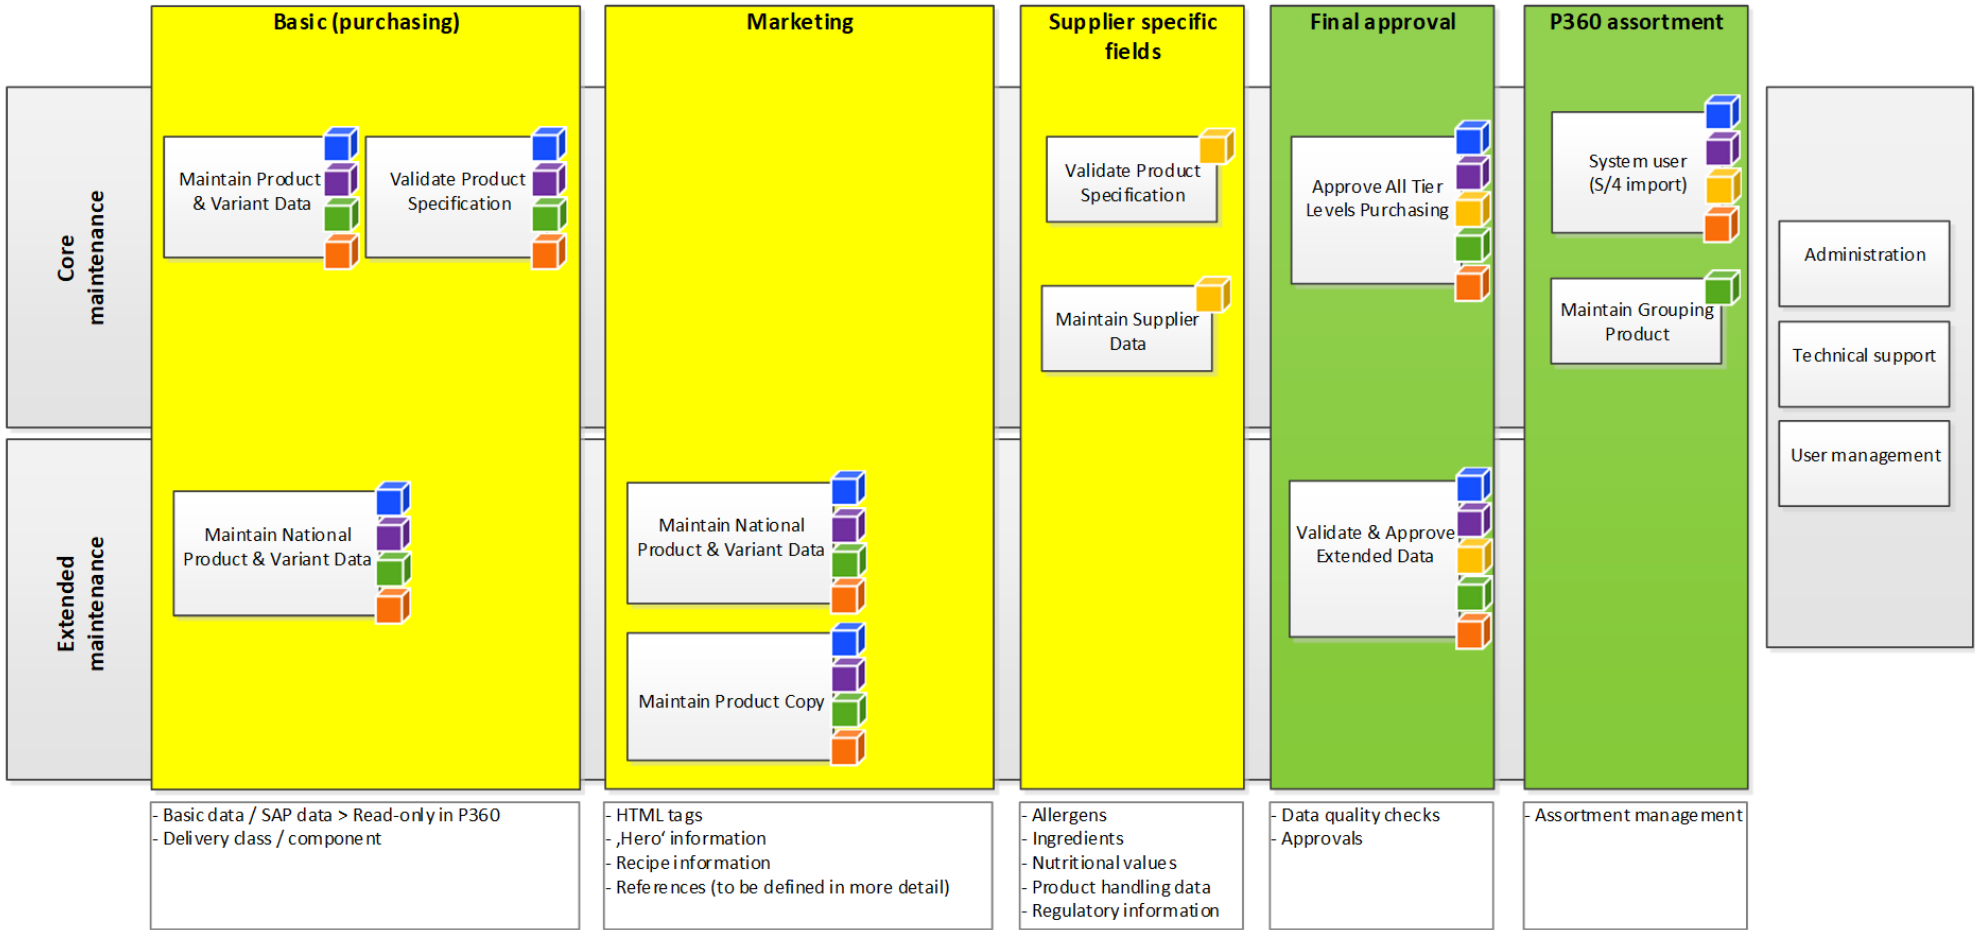 Basic (purchasing)
Marketing
Supplier specific
fields
Final approval
P360 assortment
Core
maintenance
Maintain Product
& Variant Data
Validate Product
Specification
Validate Product
Specification
Maintain Supplier
Data
Approve All Tier
Levels Purchasing
System user
(S/4 import)
Maintain Grouping
Product
Administration
Technical support
User management
Extended
maintenance
Maintain National
Product & Variant Data
Maintain National
Product & Variant Data
Maintain Product Copy
Validate & Approve
Extended Data
- Basic data / SAP data > Read-only in P360
- Delivery class / component
- HTML tags
- ‚Hero‘ information
- Recipe information
- References (to be defined in more detail)
- Allergens
- Ingredients
- Nutritional values
- Product handling data
- Regulatory information
- Data quality checks
- Approvals
- Assortment management